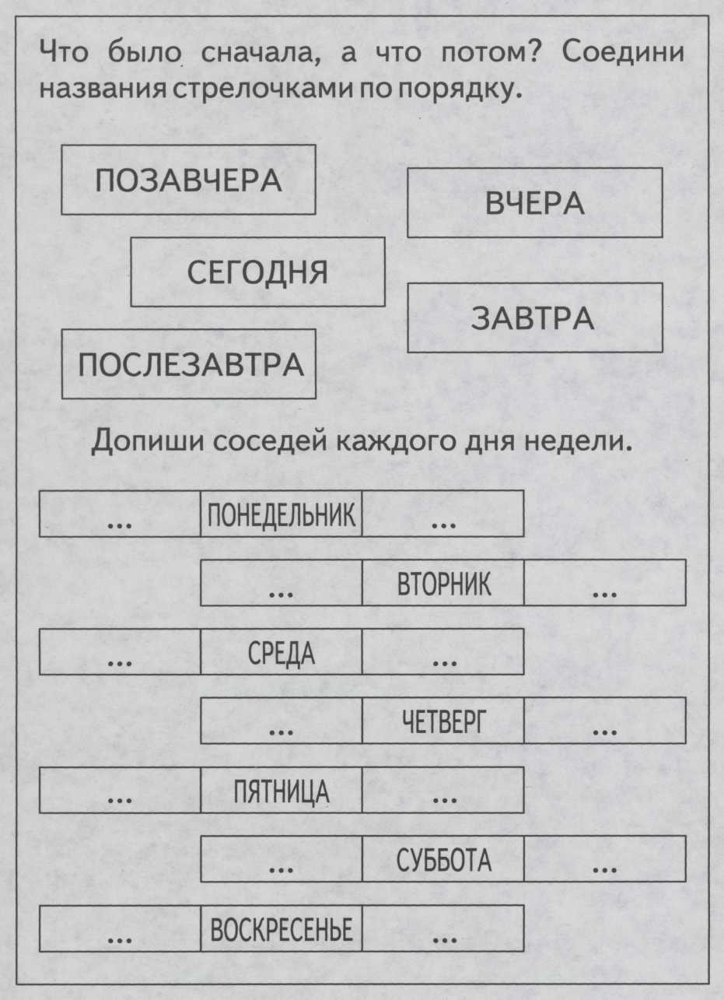 Что было сначала, а что потом? Соедини
названия стрелочками по порядку.
ПОЗАВЧЕРА
ВЧЕРА
СЕГОДНЯ
ЗАВТРА
ПОСЛЕЗАВТРА
Допиши соседей каждого дня недели.
... ПОНЕДЕЛЬНИК ...
... ВТОРНИК ...
... СРЕДА ...
... ЧЕТВЕРГ ...
... ПЯТНИЦА ...
... СУББОТА ...
... ВОСКРЕСЕНЬЕ ...